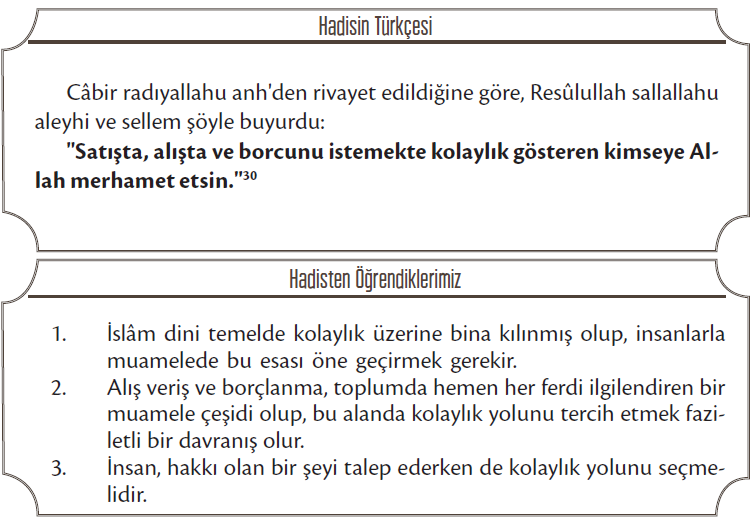 Hadisin Türkçesi
Câbir radıyallahu anh'den rivayet edildiğine göre, Resûlullah sallallahu
aleyhi ve sellem şöyle buyurdu:
"Satışta, alışta ve borcunu istemekte kolaylık gösteren kimseye Al-
lah merhamet etsin."30
Hadisten Öğrendiklerimiz
1. İslâm dini temelde kolaylık üzerine bina kılınmış olup, insanlarla
muamelede bu esası öne geçirmek gerekir.
2. Alış veriş ve borçlanma, toplumda hemen her ferdi ilgilendiren bir
muamele çeşidi olup, bu alanda kolaylık yolunu tercih etmek fazi-
letli bir davranış olur.
3. İnsan, hakkı olan bir şeyi talep ederken de kolaylık yolunu seçme-
lidir.